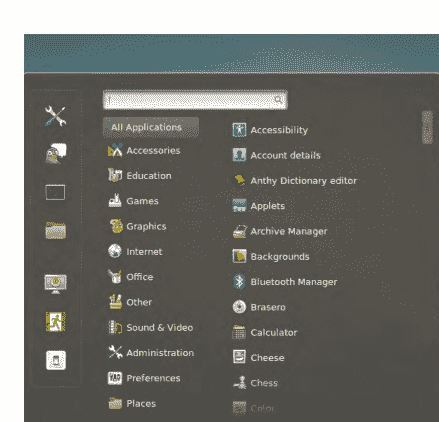 All Applications
Accessories
Education
Games
Graphics
Internet
Office
Other
Sound & Video
Administration
Preferences
Places
Accessibility
Account details
Anthy Dictionary editor
Applets
Archive Manager
Backgrounds
Bluetooth Manager
Brasero
Calculator
Cheese
Chess
Color